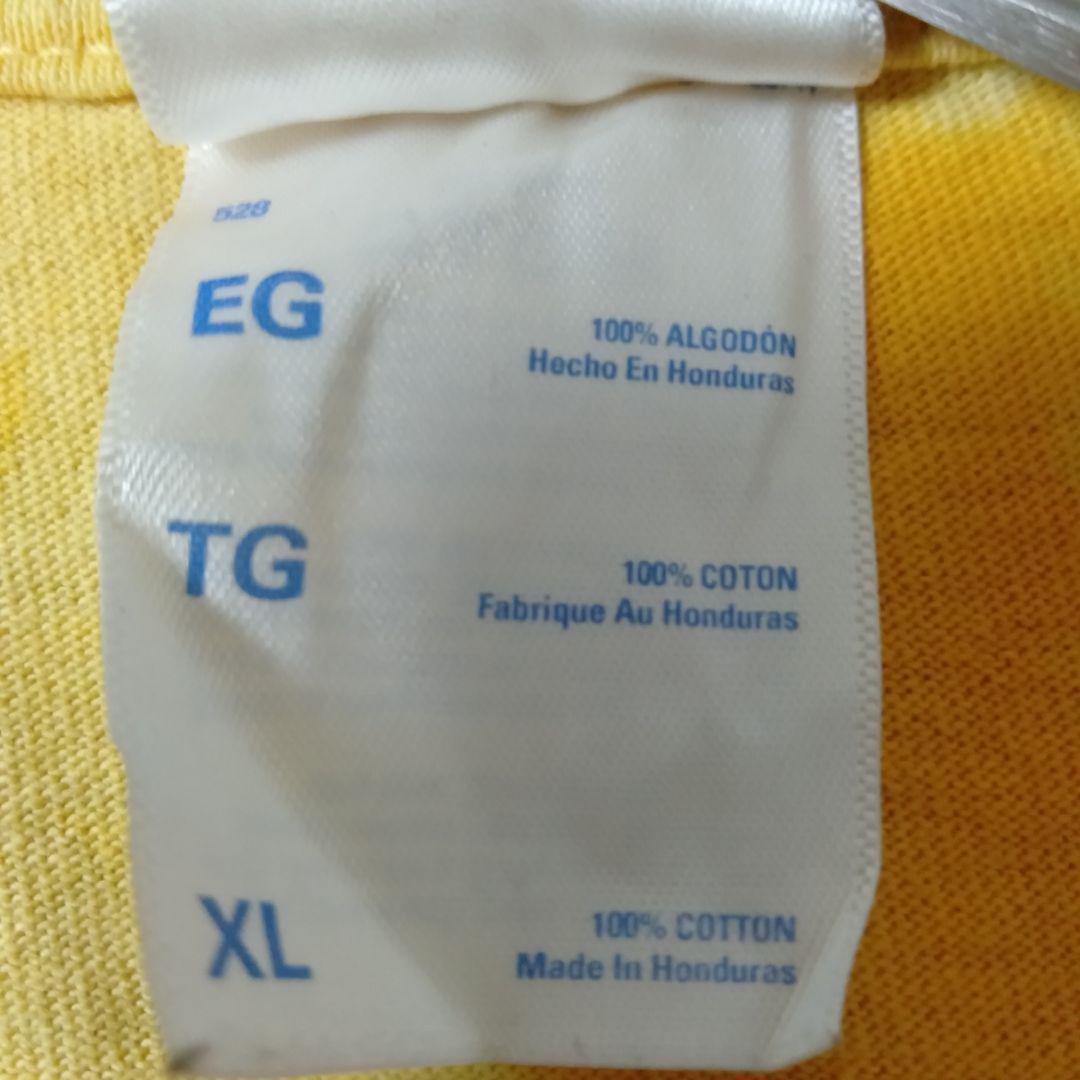 528
EG
100% ALGODÓN
Hecho En Honduras
TG
100% COTON
Fabrique Au Honduras
XL
100% COTTON
Made In Honduras